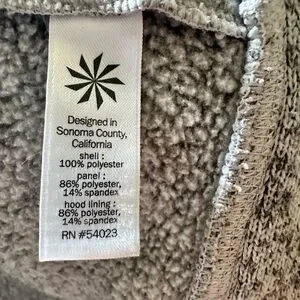 Designed in
Sonoma County,
California
shell :
100% polyester
panel :
86% polyester,
14% spandex
hood lining :
86% polyester,
14% spandex
RN #54023